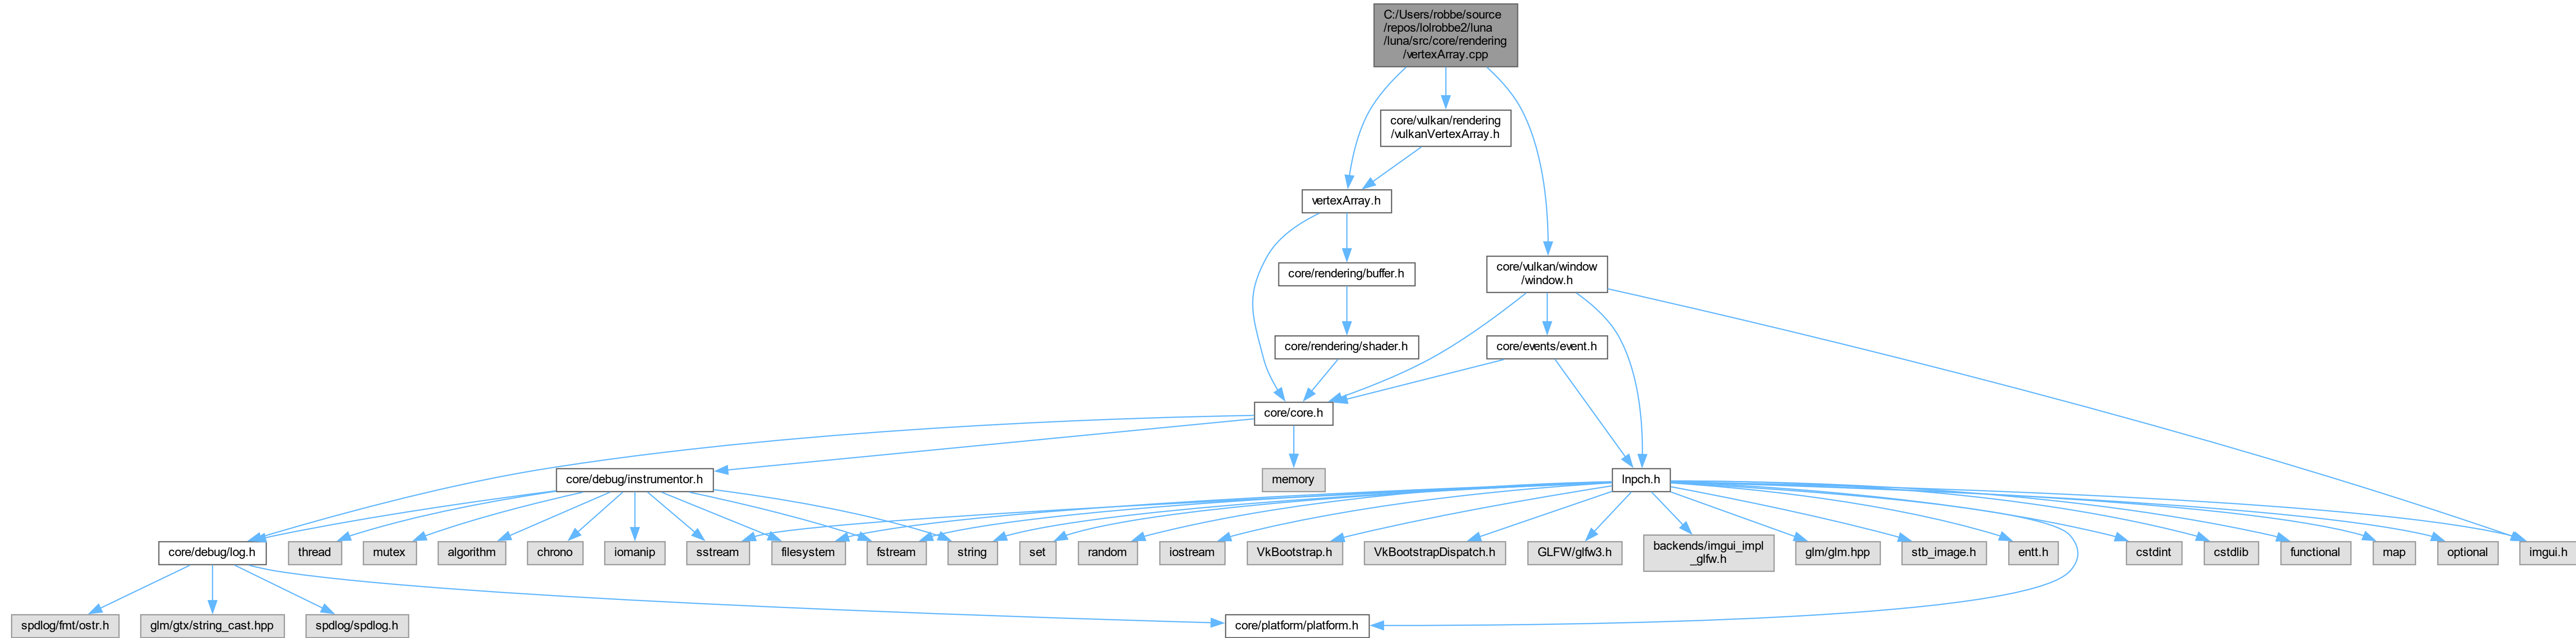 C:/Users/robbe/source
/repos/lolrobbe2/luna
/luna/src/core/rendering
/vertexArray.cpp
core/vulkan/rendering
/vulkanVertexArray.h
vertexArray.h
core/rendering/buffer.h
core/vulkan/window
/window.h
core/rendering/shader.h
core/events/event.h
core/core.h
core/debug/instrumentor.h
memory
lnpch.h
core/debug/log.h
thread
mutex
algorithm
chrono
iomanip
sstream
filesystem
fstream
string
set
random
iostream
VkBootstrap.h
VkBootstrapDispatch.h
GLFW/glfw3.h
backends/imgui_impl
_glfw.h
glm/glm.hpp
stb_image.h
entt.h
cstdint
cstdlib
functional
map
optional
imgui.h
spdlog/fmt/ostr.h
glm/gtx/string_cast.hpp
spdlog/spdlog.h
core/platform/platform.h